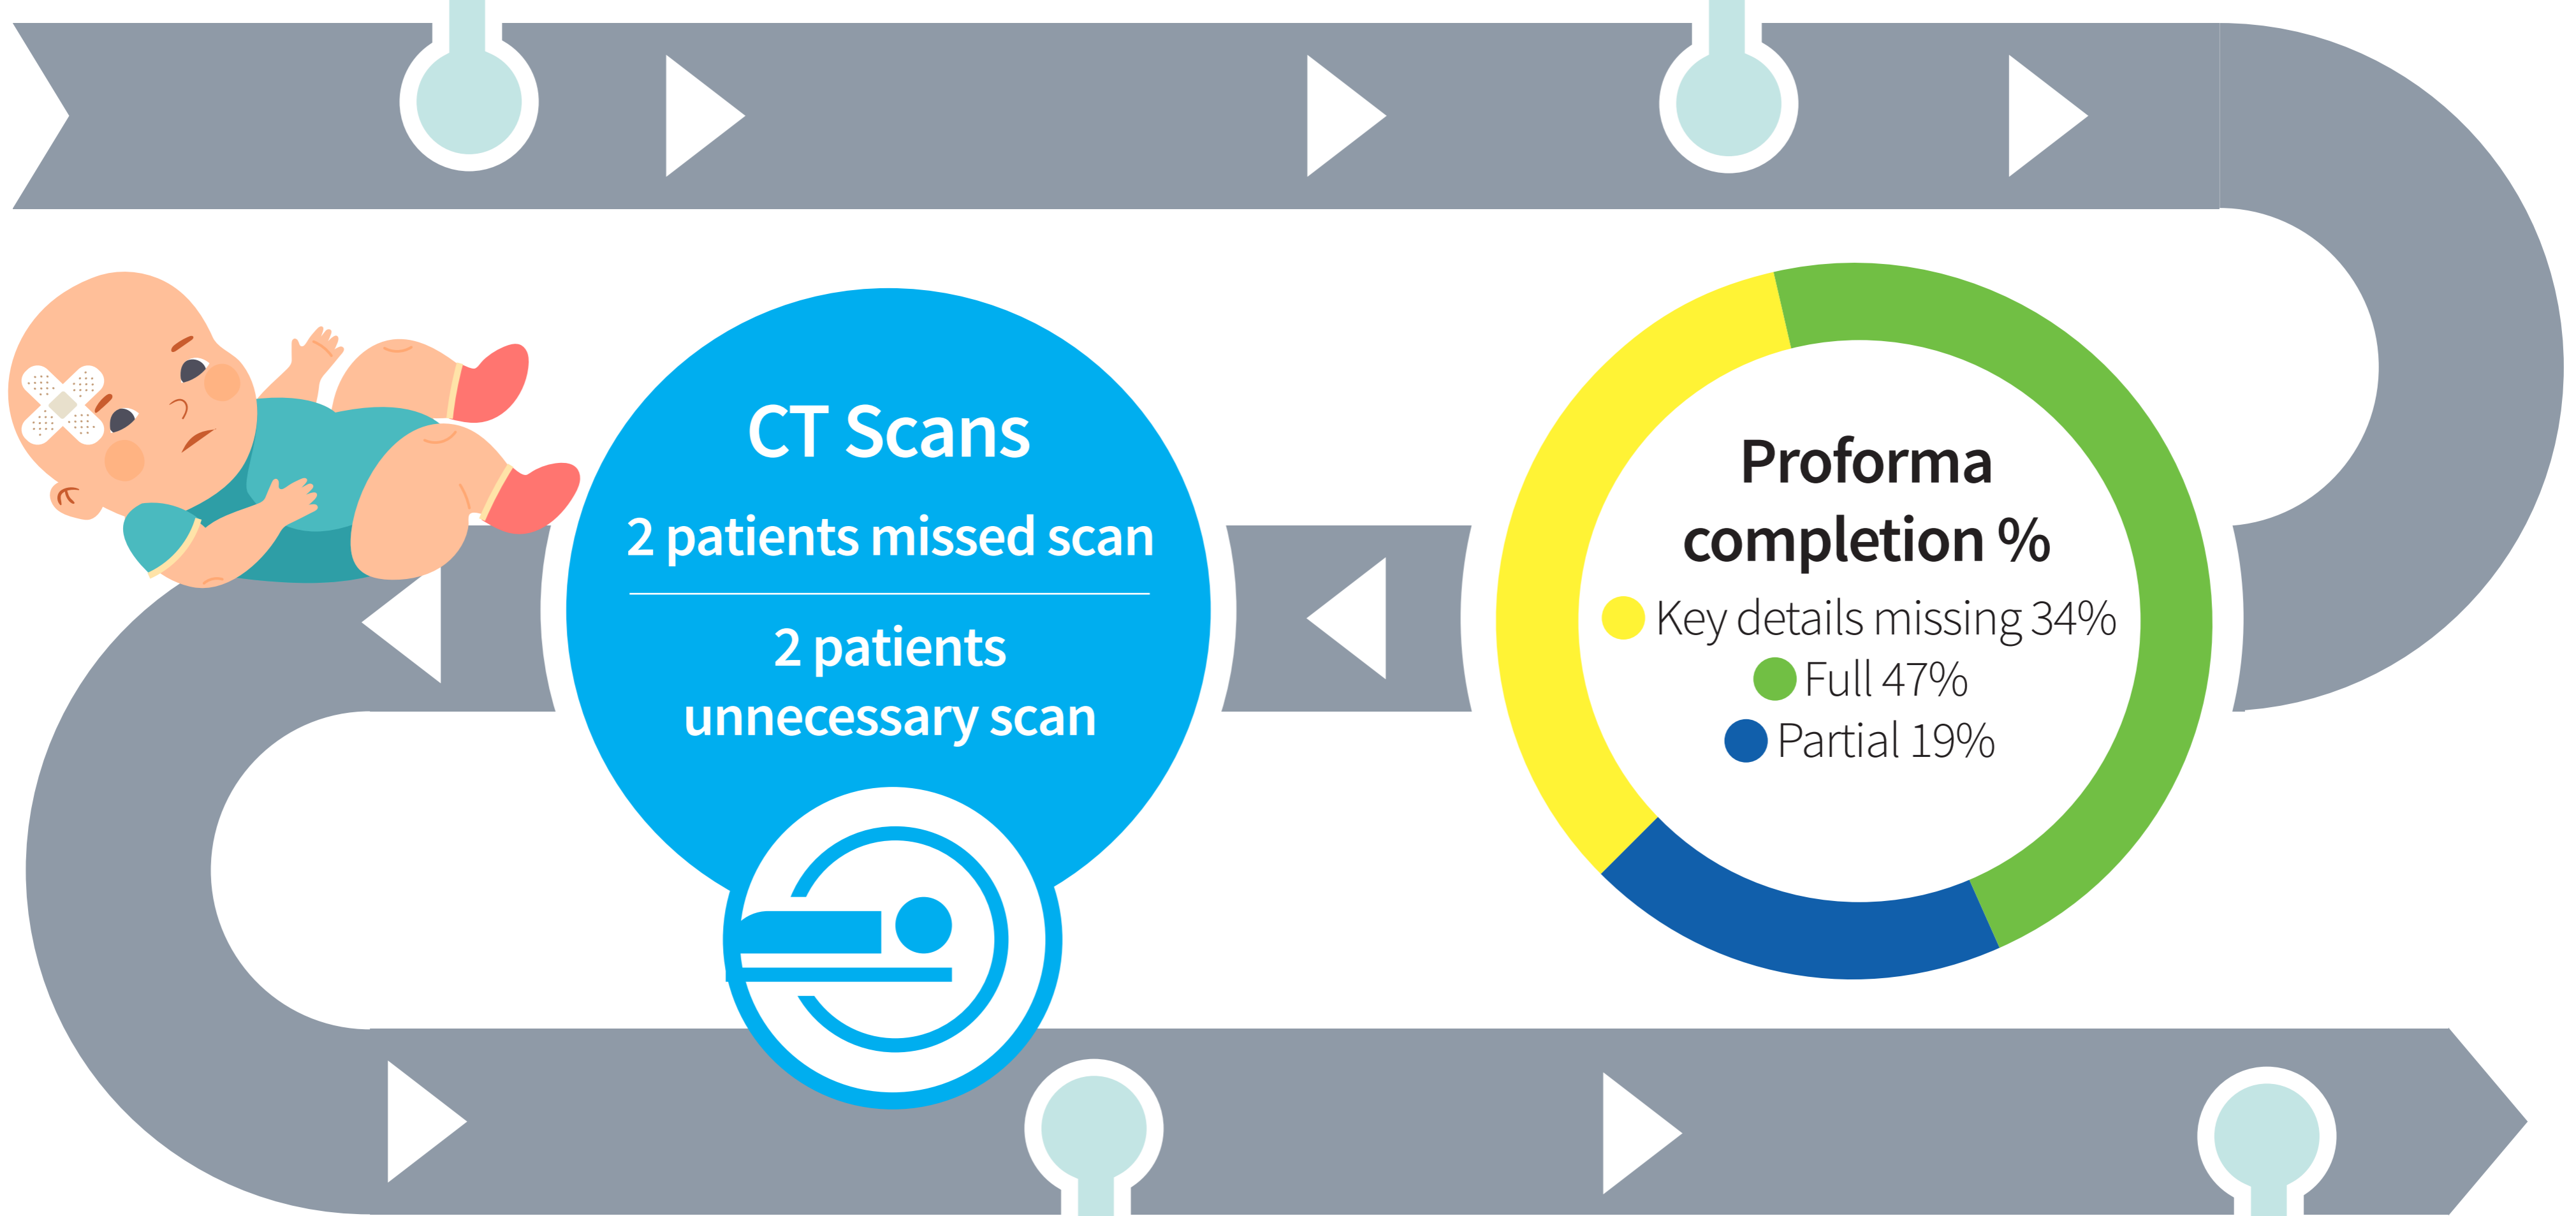 CT Scans
2 patients missed scan
2 patients
unnecessary scan
Proforma
completion %
Key details missing 34%
Full 47%
Partial 19%